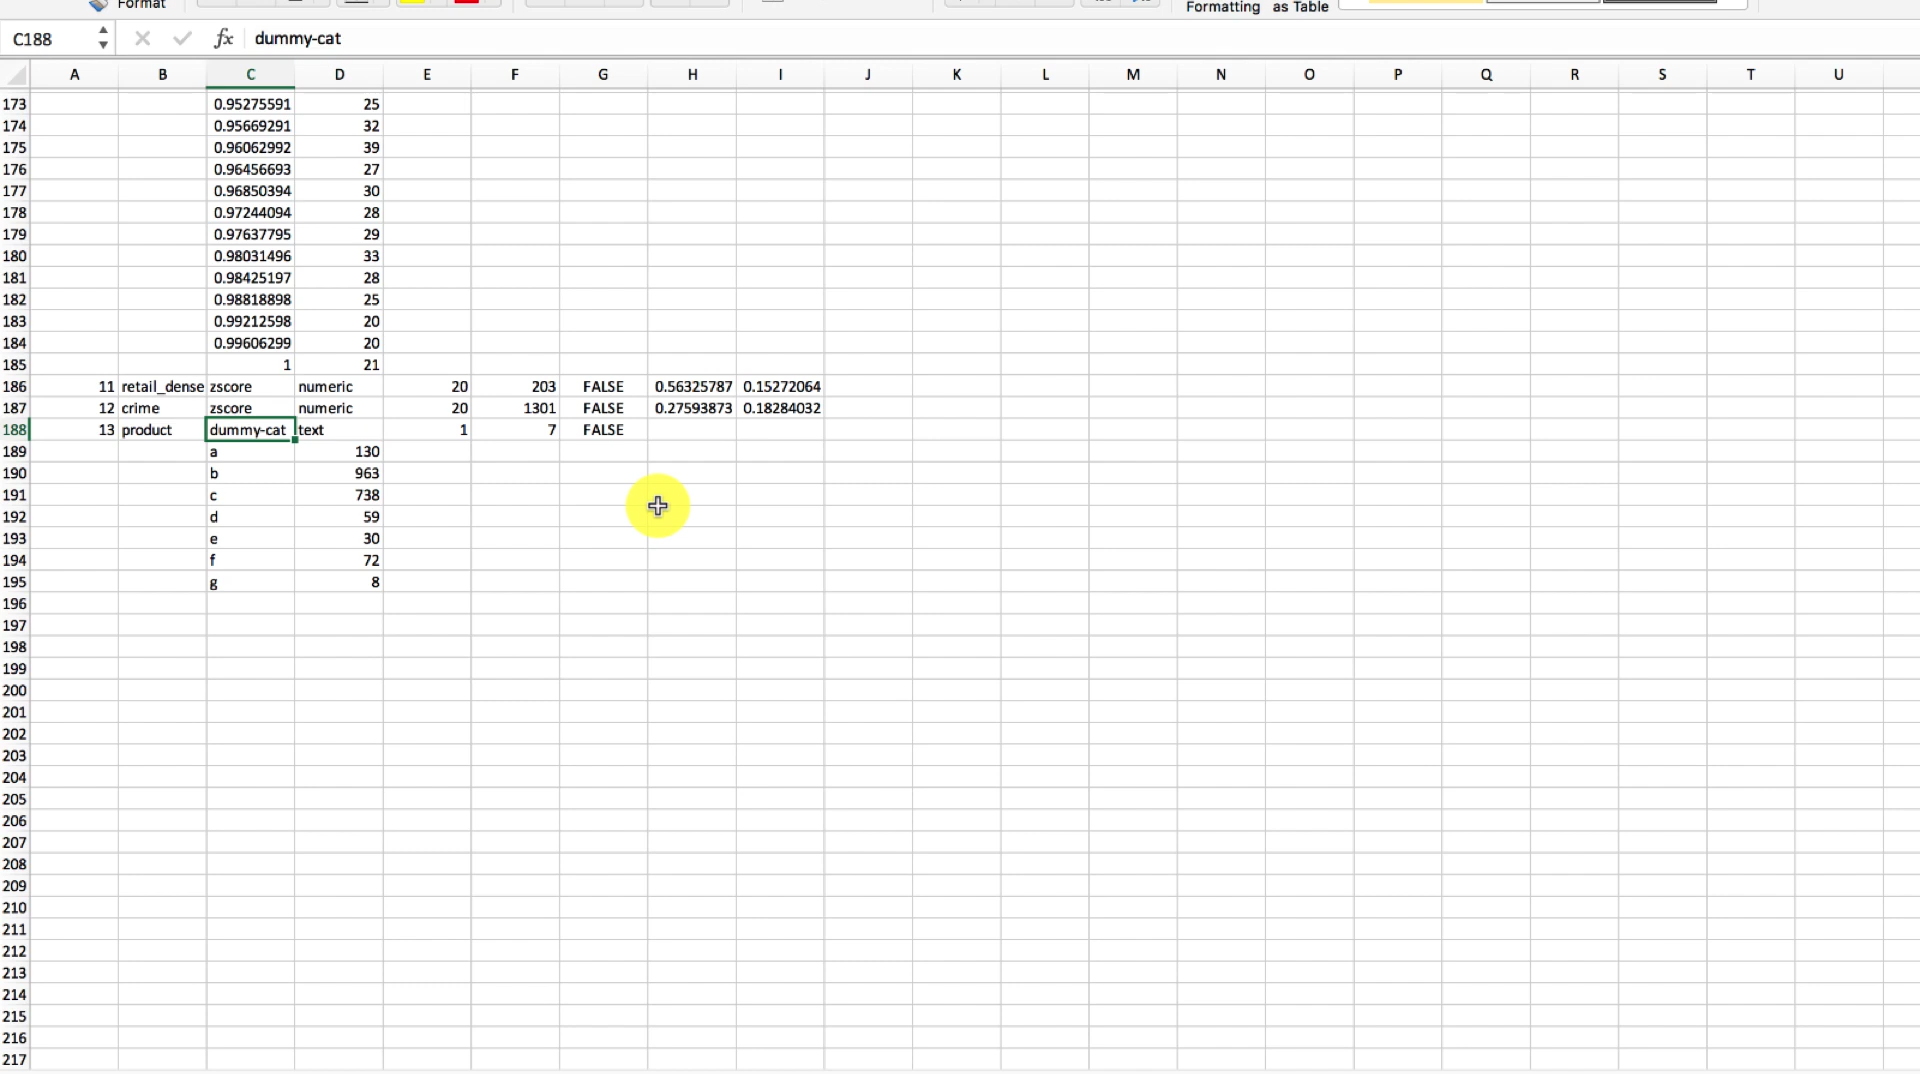 Format
Formatting as Table
C188 fx dummy-cat
A B C D E F G H I J K L M N O P Q R S T U
173 0.95275591 25
174 0.95669291 32
175 0.96062992 39
176 0.96456693 27
177 0.96850394 30
178 0.97244094 28
179 0.97637795 29
180 0.98031496 33
181 0.98425197 28
182 0.98818898 25
183 0.99212598 20
184 0.99606299 20
185 1 21
186 11 retail_dense zscore numeric 20 203 FALSE 0.56325787 0.15272064
187 12 crime zscore numeric 20 1301 FALSE 0.27593873 0.18284032
188 13 product dummy-cat text 1 7 FALSE
189 a 130
190 b 963
191 c 738
192 d 59
193 e 30
194 f 72
195 g 8
196
197
198
199
200
201
202
203
204
205
206
207
208
209
210
211
212
213
214
215
216
217